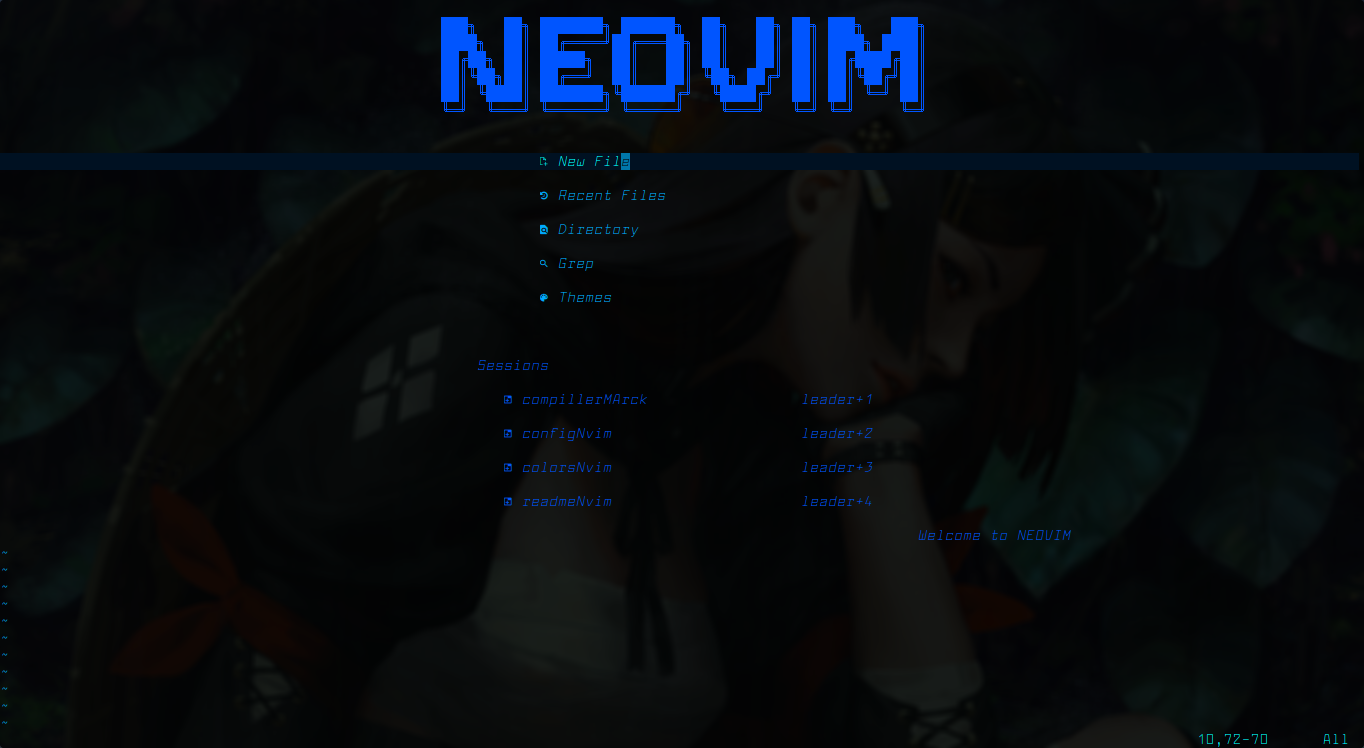 NEOVIM
New File
Recent Files
Directory
Grep
Themes
Sessions
compillerMArck leader+1
configNvim leader+2
colorsNvim leader+3
readmeNvim leader+4
Welcome to NEOVIM
~
~
~
~
~
~
~
~
~
~
~
10,72-70 All